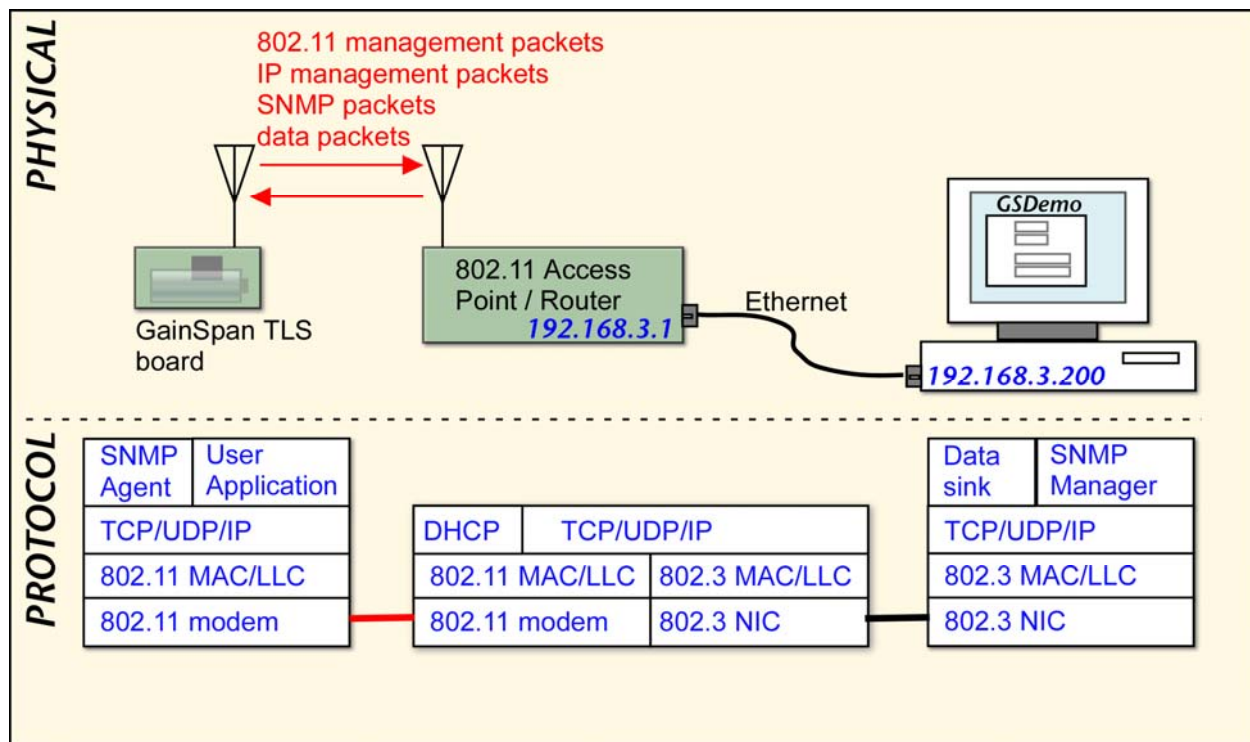 PHYSICAL
802.11 management packets
IP management packets
SNMP packets
data packets
GSDemo
802.11 Access
Point / Router
192.168.3.1
Ethernet
GainSpan TLS
board
192.168.3.200
PROTOCOL
SNMP
Agent
User
Application
TCP/UDP/IP
802.11 MAC/LLC
802.11 modem
DHCP
TCP/UDP/IP
802.11 MAC/LLC
802.3 MAC/LLC
802.11 modem
802.3 NIC
Data
sink
SNMP
Manager
TCP/UDP/IP
802.3 MAC/LLC
802.3 NIC